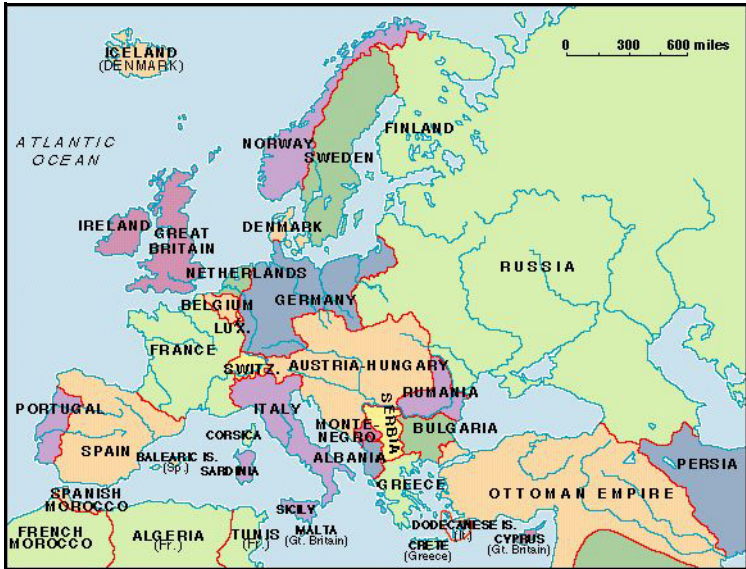 ICELAND
(DENMARK)
0 300 600 miles
ATLANTIC
OCEAN
NORWAY
SWEDEN
FINLAND
IRELAND
GREAT
BRITAIN
DENMARK
RUSSIA
NETHERLANDS
GERMANY
BELGIUM
LUX.
FRANCE
SWITZ.
AUSTRIA-HUNGARY
RUMANIA
PORTUGAL
SPAIN
ITALY
CORSICA
SARDINIA
BALEARIC IS.
(Sp.)
MONTE-
NEGRO
SERBIA
BULGARIA
ALBANIA
GREECE
PERSIA
OTTOMAN EMPIRE
SPANISH
MOROCCO
FRENCH
MOROCCO
ALGERIA
(Fr.)
TUNIS
(Fr.)
SICILY
MALTA
(Gt. Britain)
CRETE
(Greece)
DODECANESE IS.
(It.)
CYPRUS
(Gt. Britain)